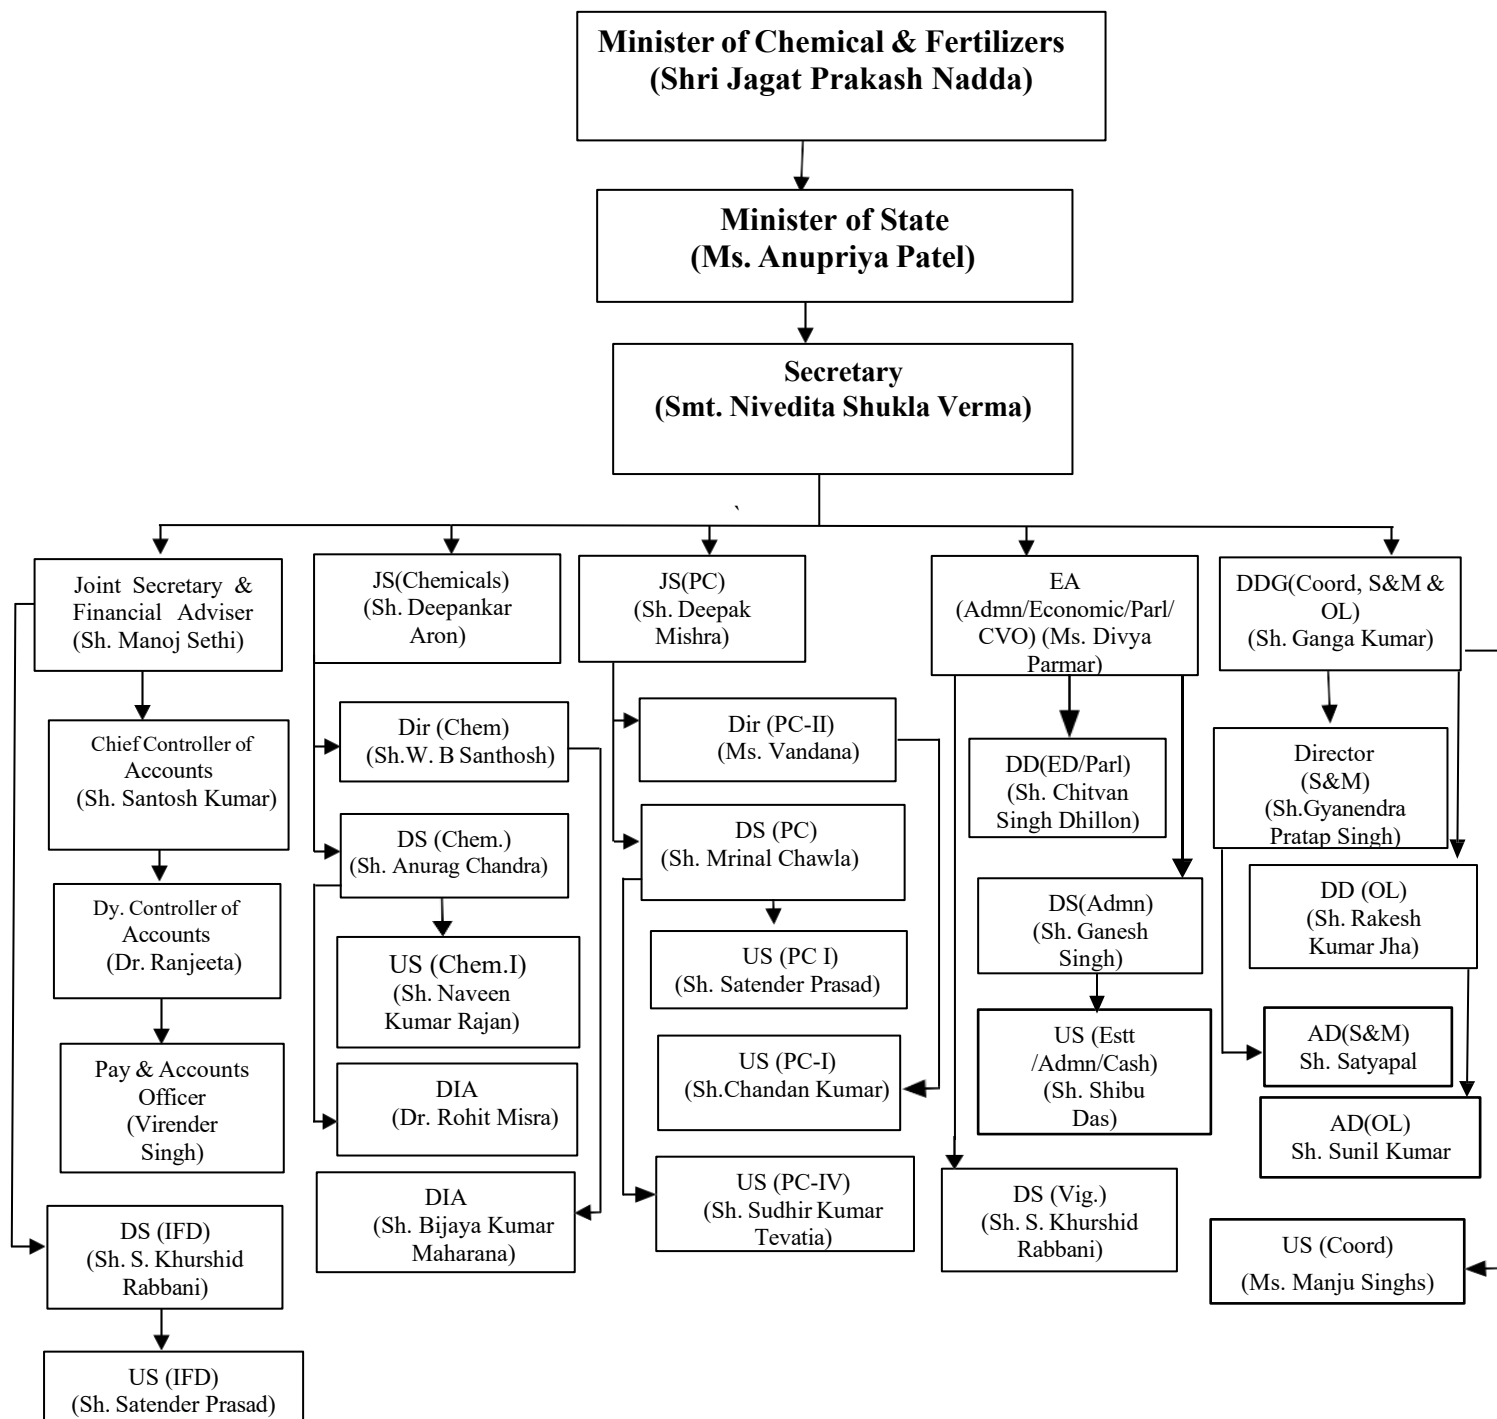 Minister of Chemical & Fertilizers
(Shri Jagat Prakash Nadda)
Minister of State
(Ms. Anupriya Patel)
Secretary
(Smt. Nivedita Shukla Verma)
`
Joint Secretary &
Financial Adviser
(Sh. Manoj Sethi)
Chief Controller of
Accounts
(Sh. Santosh Kumar)
Dy. Controller of
Accounts
(Dr. Ranjeeta)
Pay & Accounts
Officer
(Virender
Singh)
DS (IFD)
(Sh. S. Khurshid
Rabbani)
US (IFD)
(Sh. Satender Prasad)
JS(Chemicals)
(Sh. Deepankar
Aron)
Dir (Chem)
(Sh.W. B Santhosh)
DS (Chem.)
(Sh. Anurag Chandra)
US (Chem.I)
(Sh. Naveen
Kumar Rajan)
DIA
(Dr. Rohit Misra)
DIA
(Sh. Bijaya Kumar
Maharana)
JS(PC)
(Sh. Deepak
Mishra)
Dir (PC-II)
(Ms. Vandana)
DS (PC)
(Sh. Mrinal Chawla)
US (PC I)
(Sh. Satender Prasad)
US (PC-I)
(Sh.Chandan Kumar)
US (PC-IV)
(Sh. Sudhir Kumar
Tevatia)
EA
(Admn/Economic/Parl/
CVO) (Ms. Divya
Parmar)
DD(ED/Parl)
(Sh. Chitvan
Singh Dhillon)
DS(Admn)
(Sh. Ganesh
Singh)
US (Estt
/Admn/Cash)
(Sh. Shibu
Das)
DS (Vig.)
(Sh. S. Khurshid
Rabbani)
DDG(Coord, S&M &
OL)
(Sh. Ganga Kumar)
Director
(S&M)
(Sh.Gyanendra
Pratap Singh)
DD (OL)
(Sh. Rakesh
Kumar Jha)
AD(S&M)
Sh. Satyapal
AD(OL)
Sh. Sunil Kumar
US (Coord)
(Ms. Manju Singhs)